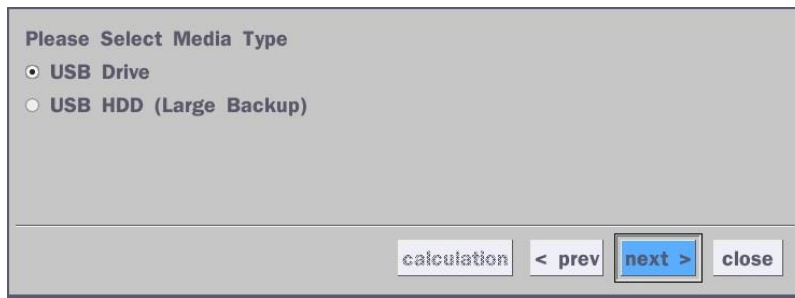 Please Select Media Type
USB Drive
USB HDD (Large Backup)
calculation < prev next > close